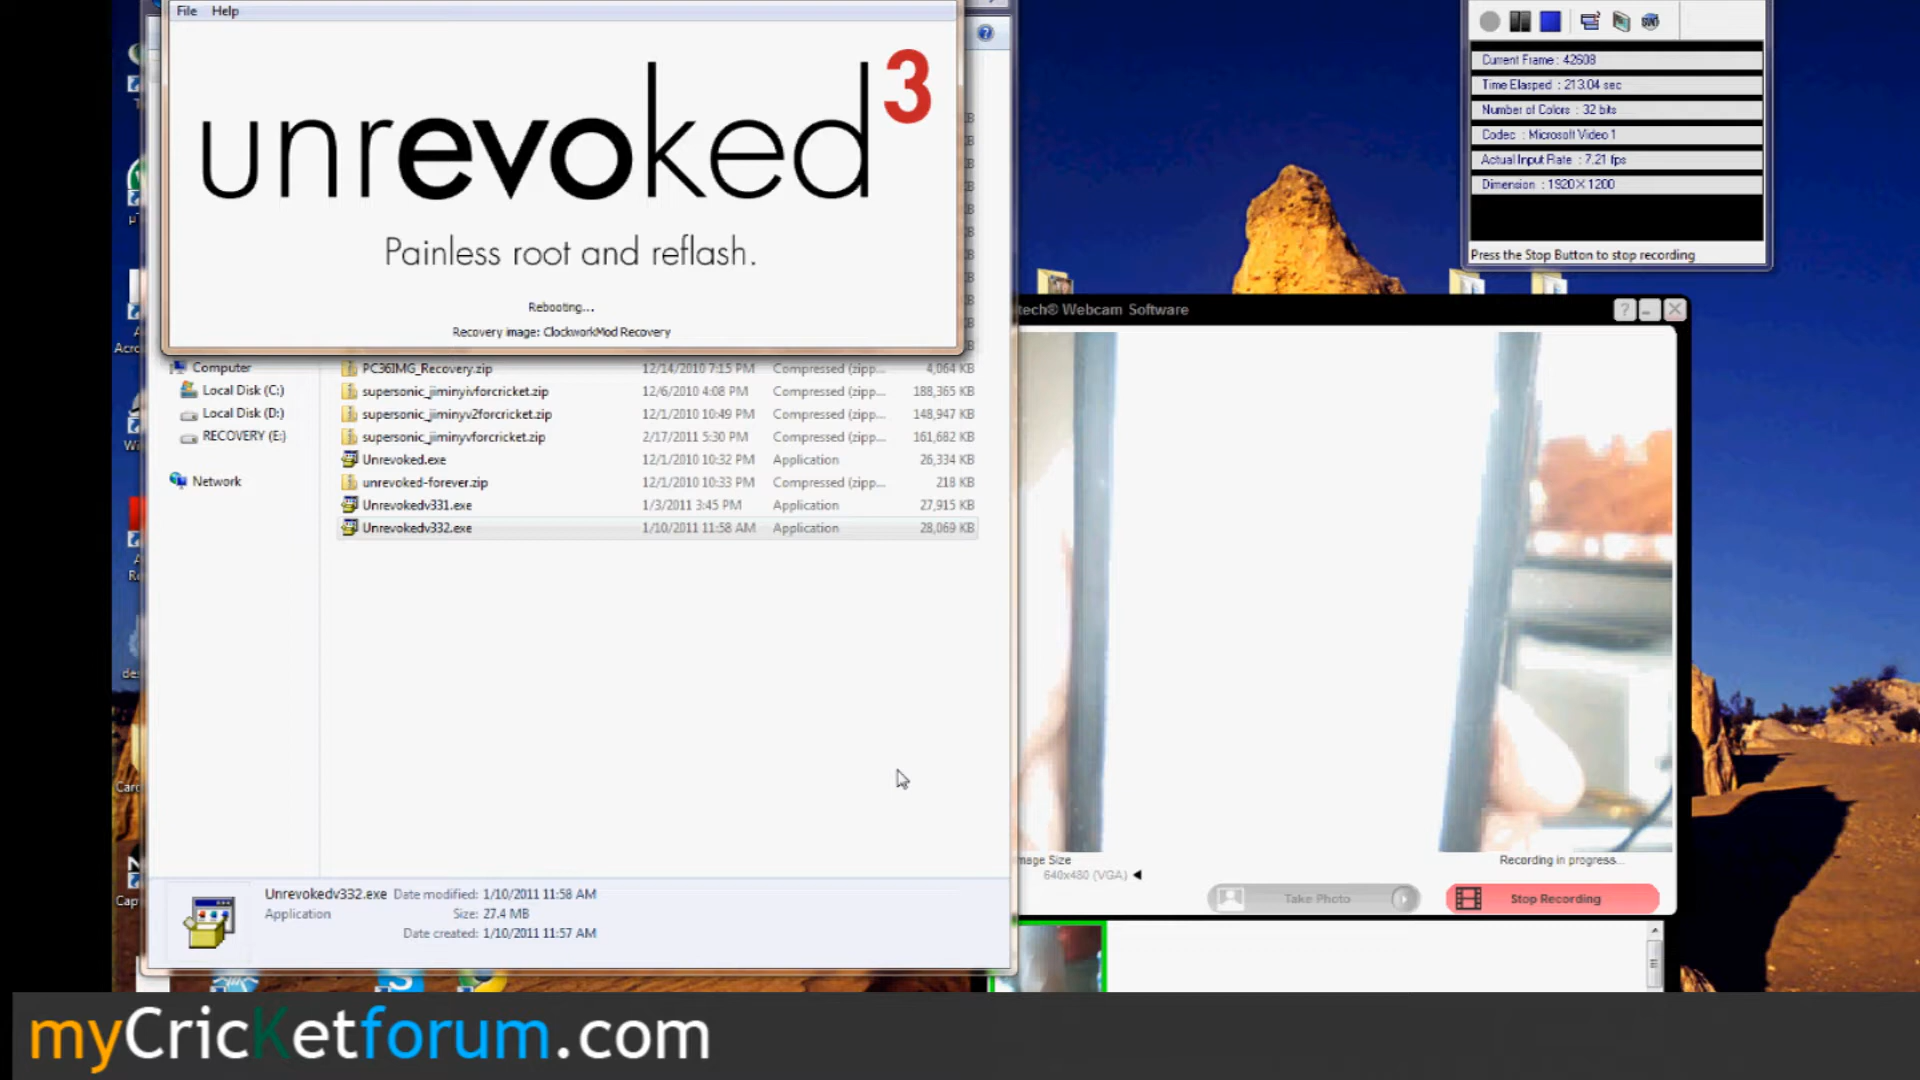 File Help
unrevoked3
Painless root and reflash.
Rebooting...
Recovery image: ClockworkMod Recovery
Computer
Local Disk (C:)
Local Disk (D:)
RECOVERY (E:)
Network
PC36IMG_Recovery.zip 12/14/2010 7:15 PM Compressed (zipp... 4,064 KB
supersonic_jiminyivforcricket.zip 12/6/2010 4:08 PM Compressed (zipp... 188,365 KB
supersonic_jiminyv2forcricket.zip 12/1/2010 10:49 PM Compressed (zipp... 148,947 KB
supersonic_jiminyvforcricket.zip 2/17/2011 5:30 PM Compressed (zipp... 161,682 KB
Unrevoked.exe 12/1/2010 10:32 PM Application 26,334 KB
unrevoked-forever.zip 12/1/2010 10:33 PM Compressed (zipp... 218 KB
Unrevokedv331.exe 1/3/2011 3:45 PM Application 27,915 KB
Unrevokedv332.exe 1/10/2011 11:58 AM Application 28,069 KB
Unrevokedv332.exe Date modified: 1/10/2011 11:58 AM
Application Size: 27.4 MB
Date created: 1/10/2011 11:57 AM
Current Frame : 42608
Time Elasped : 213.04 sec
Number of Colors : 32 bits
Codec : Microsoft Video 1
Actual Input Rate : 7.21 fps
Dimension : 1920X1200
Press the Stop Button to stop recording
tech® Webcam Software
mage Size
640x480 (VGA)
Recording in progress...
Take Photo
Stop Recording
myCricKetforum.com